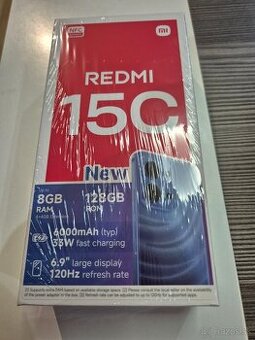 NFC
REDMI
15C
New
8GB
RAM
128GB
ROM
6000mAh (typ)
33W fast charging
6.9" large display
120Hz refresh rate